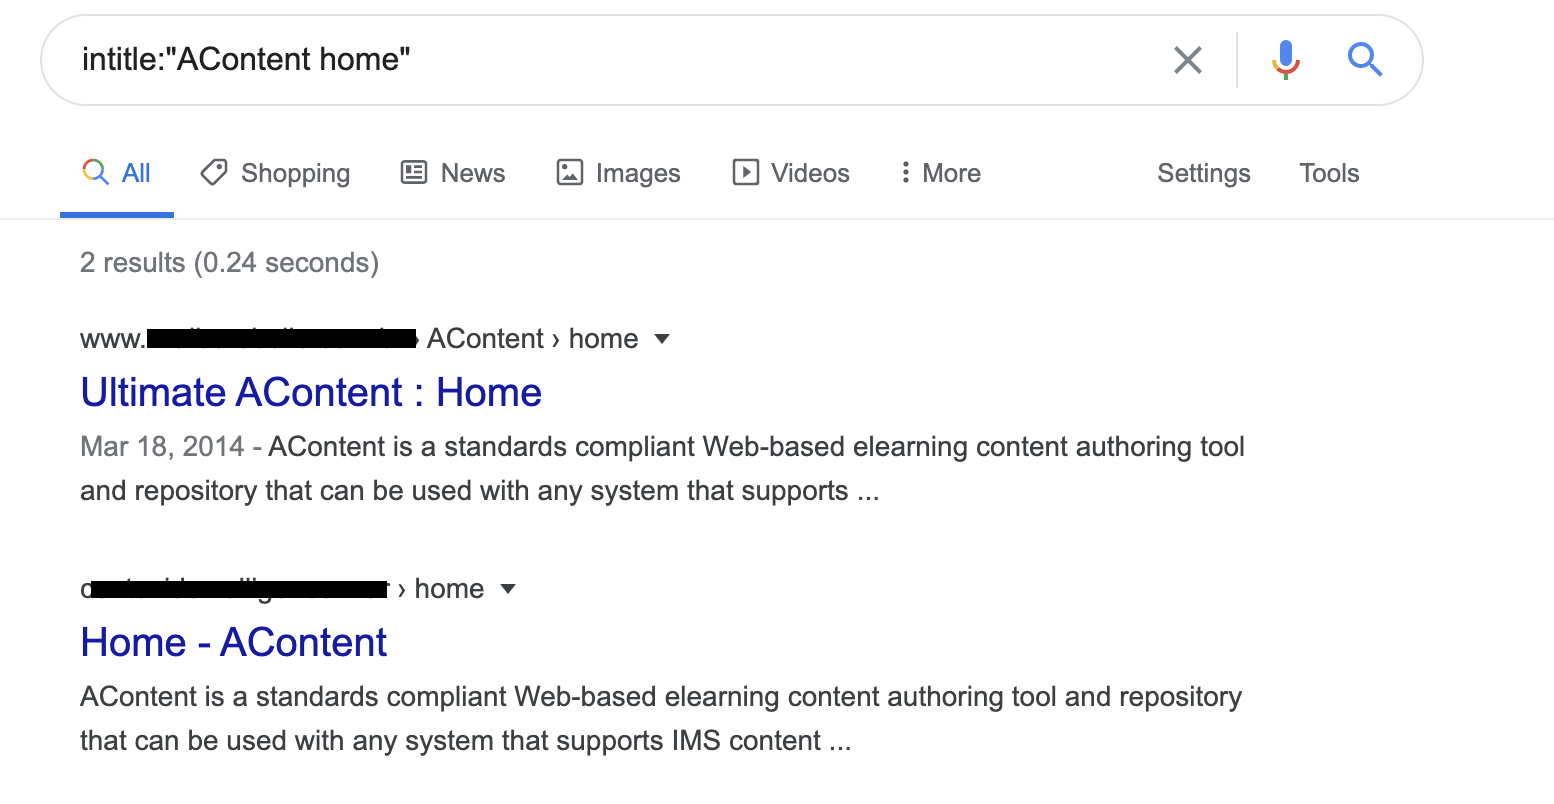 intitle:"AContent home"
All Shopping News Images Videos More Settings Tools
2 results (0.24 seconds)
www. › AContent › home
Ultimate AContent : Home
Mar 18, 2014 - AContent is a standards compliant Web-based elearning content authoring tool
and repository that can be used with any system that supports ...
› home
Home - AContent
AContent is a standards compliant Web-based elearning content authoring tool and repository
that can be used with any system that supports IMS content ...